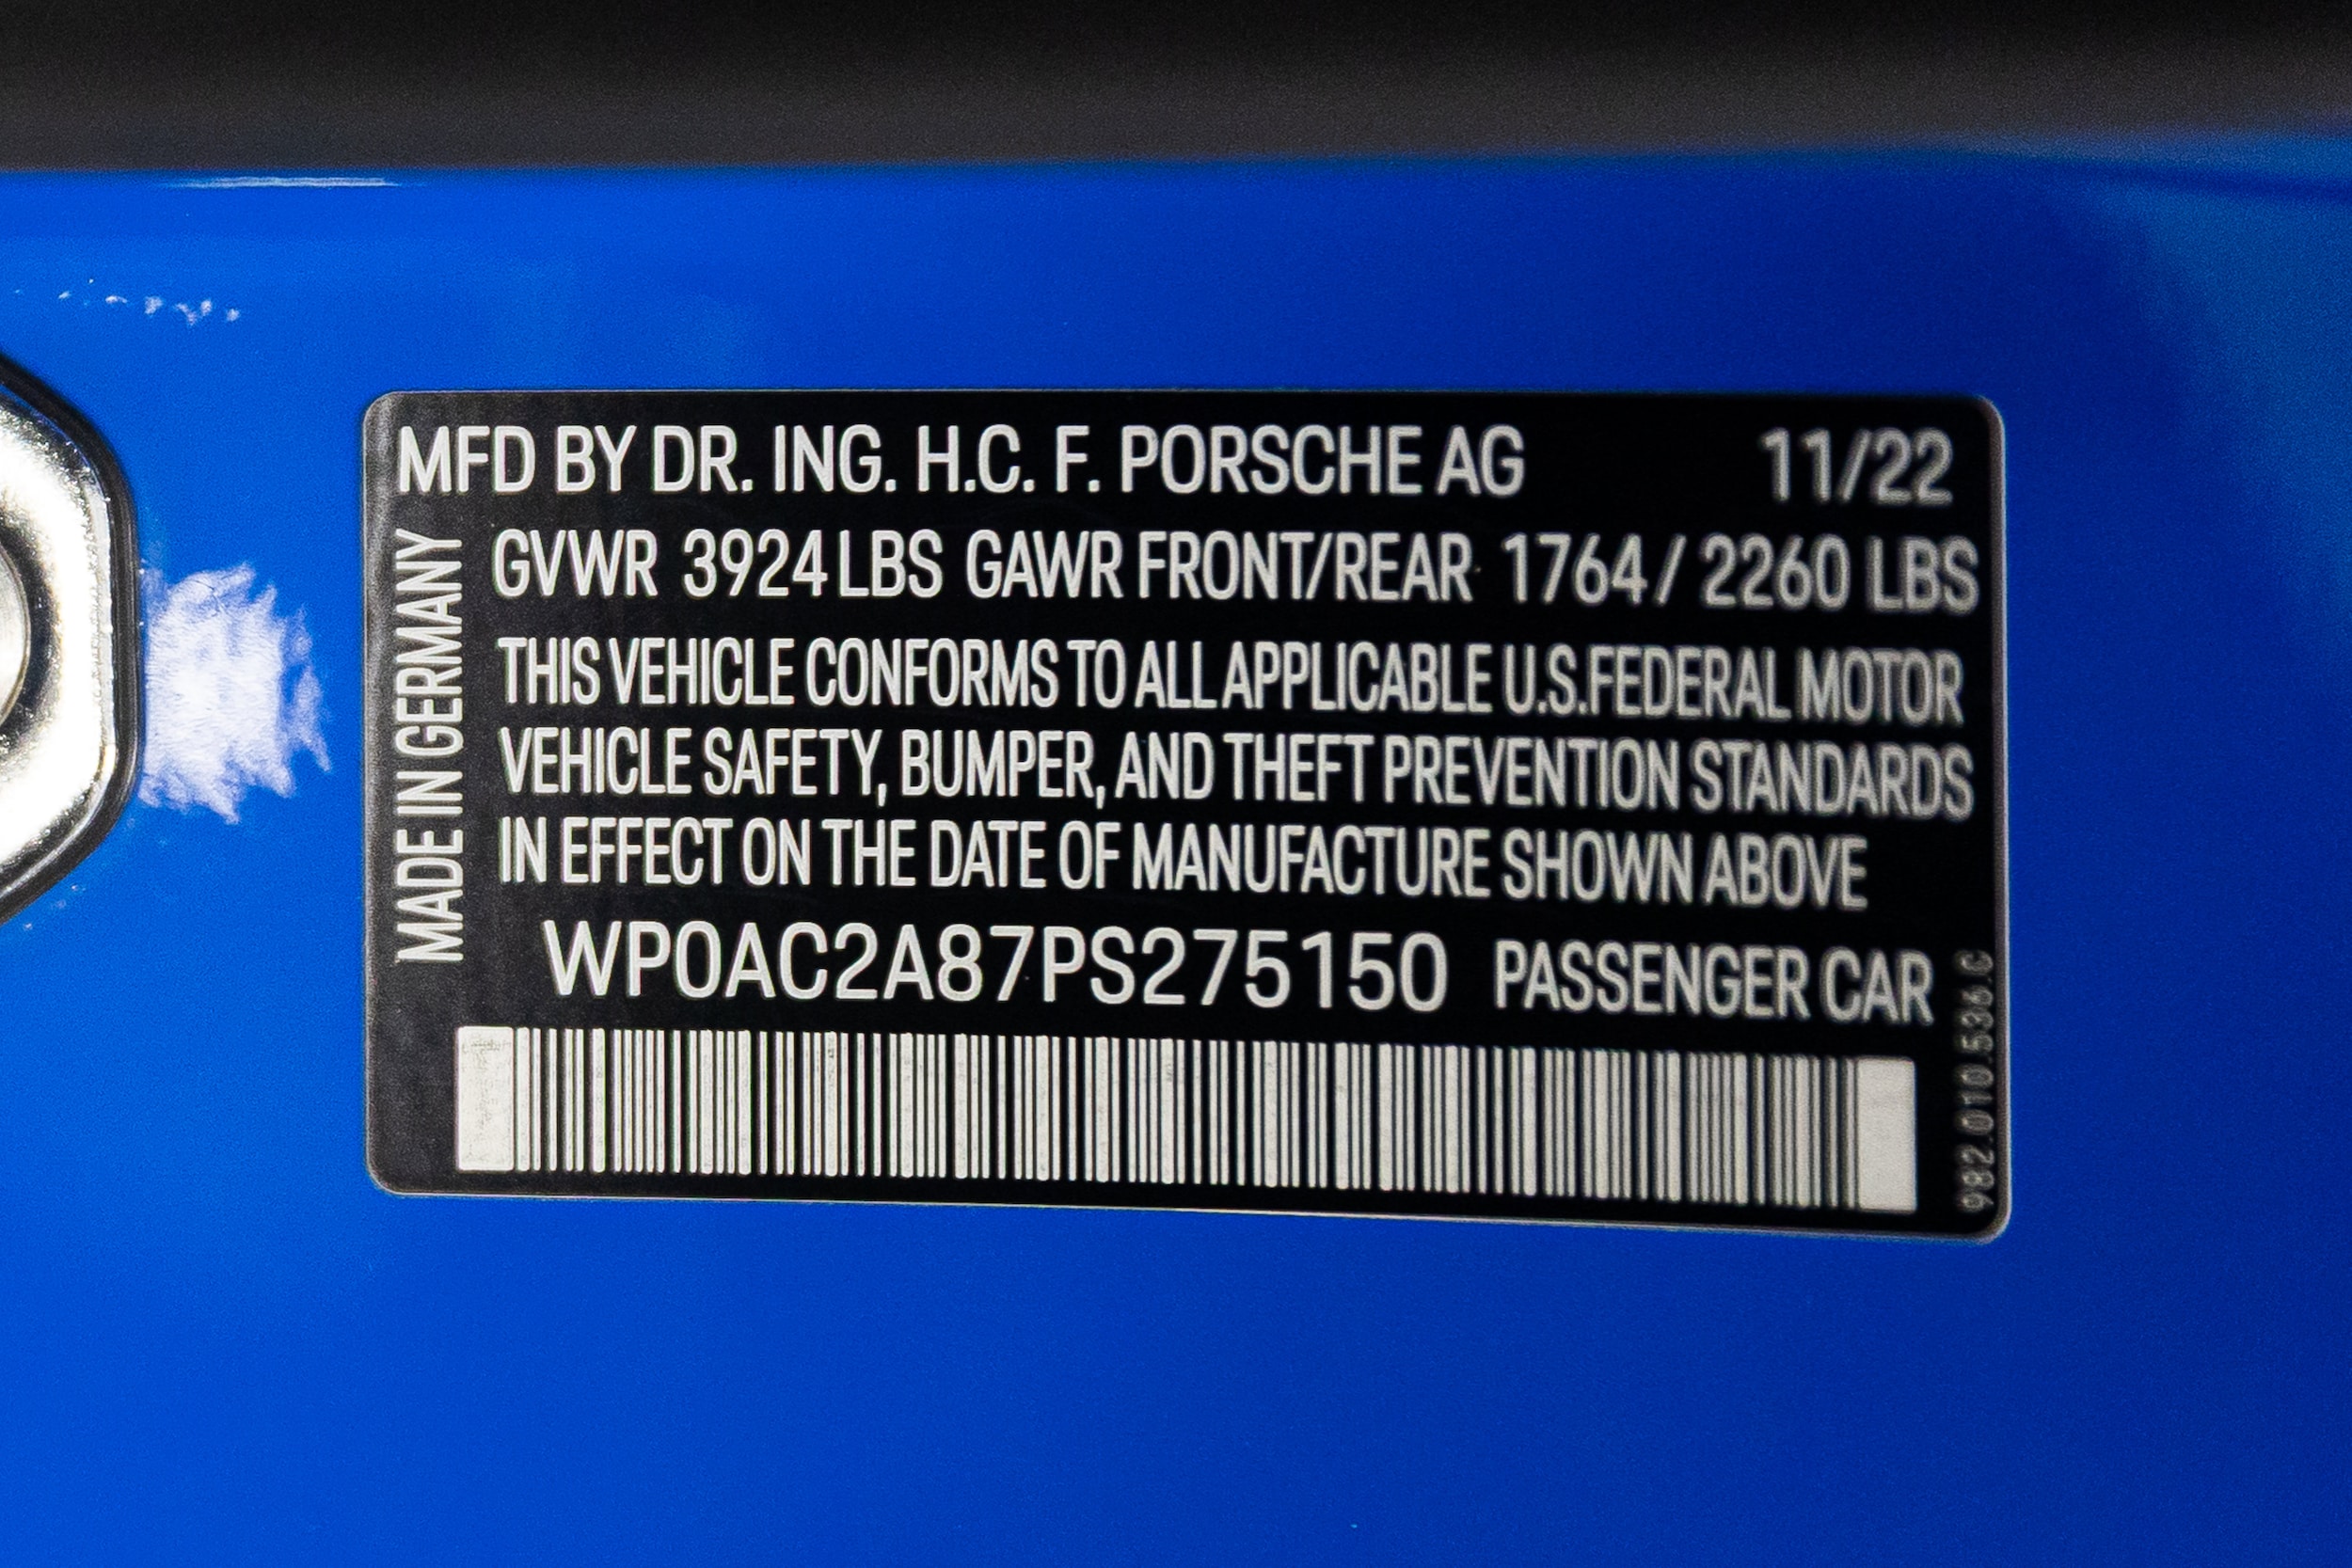 MFD BY DR. ING. H.C. F. PORSCHE AG 11/22
GVWR 3924 LBS GAWR FRONT/REAR 1764 / 2260 LBS
THIS VEHICLE CONFORMS TO ALL APPLICABLE U.S.FEDERAL MOTOR
VEHICLE SAFETY, BUMPER, AND THEFT PREVENTION STANDARDS
IN EFFECT ON THE DATE OF MANUFACTURE SHOWN ABOVE
WP0AC2A87PS275150 PASSENGER CAR
MADE IN GERMANY
982.010.536.C